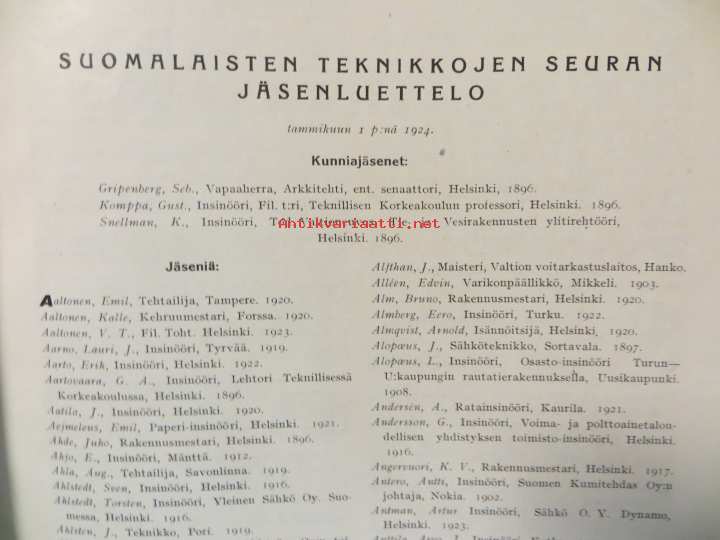 SUOMALAISTEN TEKNIKKOJEN SEURAN
JÄSENLUETTELO
tammikuun 1 p:nä 1924.
Kunniajäsenet:
Gripenberg, Seb., Vapaaherra, Arkkitehti, ent. senaattori, Helsinki, 1896.
Komppa, Gust., Insinööri, Fil. t:ri, Teknillisen Korkeakoulun professori, Helsinki. 1896.
Snellman, K., Insinööri, Tie- ja Vesirakennusten ylitirehtööri,
Helsinki. 1896.
Antikvariaatti.net
Jäseniä:
Aaltonen, Emil, Tehtailija, Tampere. 1920.
Aaltonen, Kalle, Kehruumestari, Forssa. 1920.
Aaltonen, V. T., Fil. Toht. Helsinki. 1923.
Aarno, Lauri, J., Insinööri, Tyrvää. 1919.
Aarto, Erik, Insinööri, Helsinki. 1922.
Aartovaara, G. A., Insinööri, Lehtori Teknillisessä
Korkeakoulussa, Helsinki. 1896.
Aatila, J., Insinööri, Helsinki. 1920.
Aejmeleus, Emil, Paperi-insinööri, Helsinki. 1921.
Ahde, Juho, Rakennusmestari, Helsinki. 1896.
Ahjo, E., Insinööri, Mänttä. 1912.
Ahla, Aug., Tehtailija, Savonlinna. 1919.
Ahlstedt, Sven, Insinööri, Helsinki. 1916.
Ahlstedt, Torsten, Insinööri, Yleinen Sähkö Oy. Suo-
messa, Helsinki. 1916.
Ahlsten, J., Teknikko, Pori. 1919.
Alfthan, J., Maisteri, Valtion voitarkastuslaitos, Hanko.
Alléen, Edvin, Varikonpäällikkö, Mikkeli. 1903.
Alm, Bruno, Rakennusmestari, Helsinki. 1920.
Almberg, Eero, Insinööri, Turku. 1922.
Almqvist, Arnold, Isännöitsijä, Helsinki, 1920.
Alopæus, J., Sähköteknikko, Sortavala. 1897.
Alopæus, L., Insinööri, Osasto-insinööri Turun—
U:kaupungin rautatierakennuksella, Uusikaupunki.
1908.
Andersén, A., Ratainsinööri, Kaurila. 1921.
Andersson, G., Insinööri, Voima- ja polttoainetalou-
dellisen yhdistyksen toimisto-insinööri, Helsinki.
1916.
Angervuori, K. V., Rakennusmestari, Helsinki. 1917.
Antero, Antti, Insinööri, Suomen Kumitehdas Oy:n
johtaja, Nokia. 1902.
Antman, Artur Insinööri, Sähkö O. Y. Dynamo,
Helsinki. 1923.